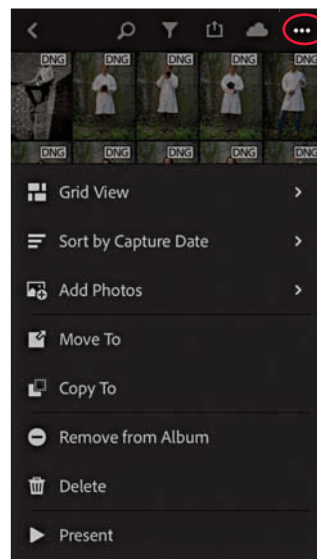 DNG DNG DNG DNG DNG
DNG DNG DNG DNG DNG
Grid View
Sort by Capture Date
Add Photos
Move To
Copy To
Remove from Album
Delete
Present